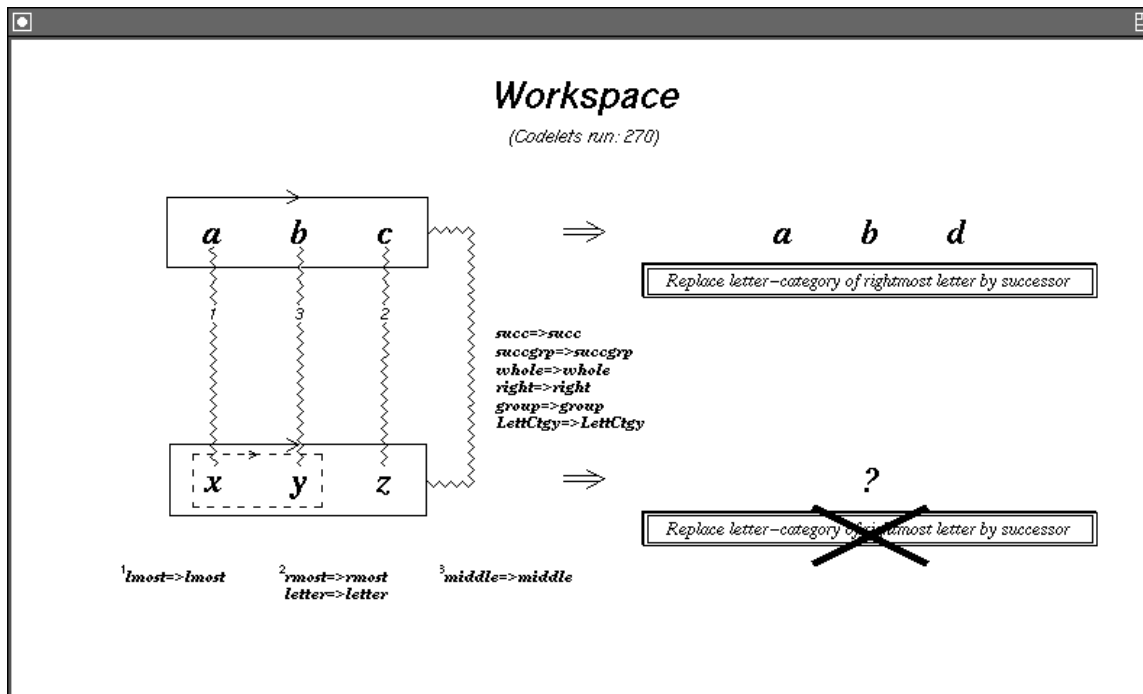 Workspace
(Codelets run: 270)
a b c ⇒ a b d
Replace letter-category of rightmost letter by successor
1 3 2
succ=>succ
succgrp=>succgrp
whole=>whole
right=>right
group=>group
LettCtgy=>LettCtgy
x y z ⇒ ?
Replace letter-category of rightmost letter by successor
1lmost=>lmost 2rmost=>rmost 3middle=>middle
letter=>letter